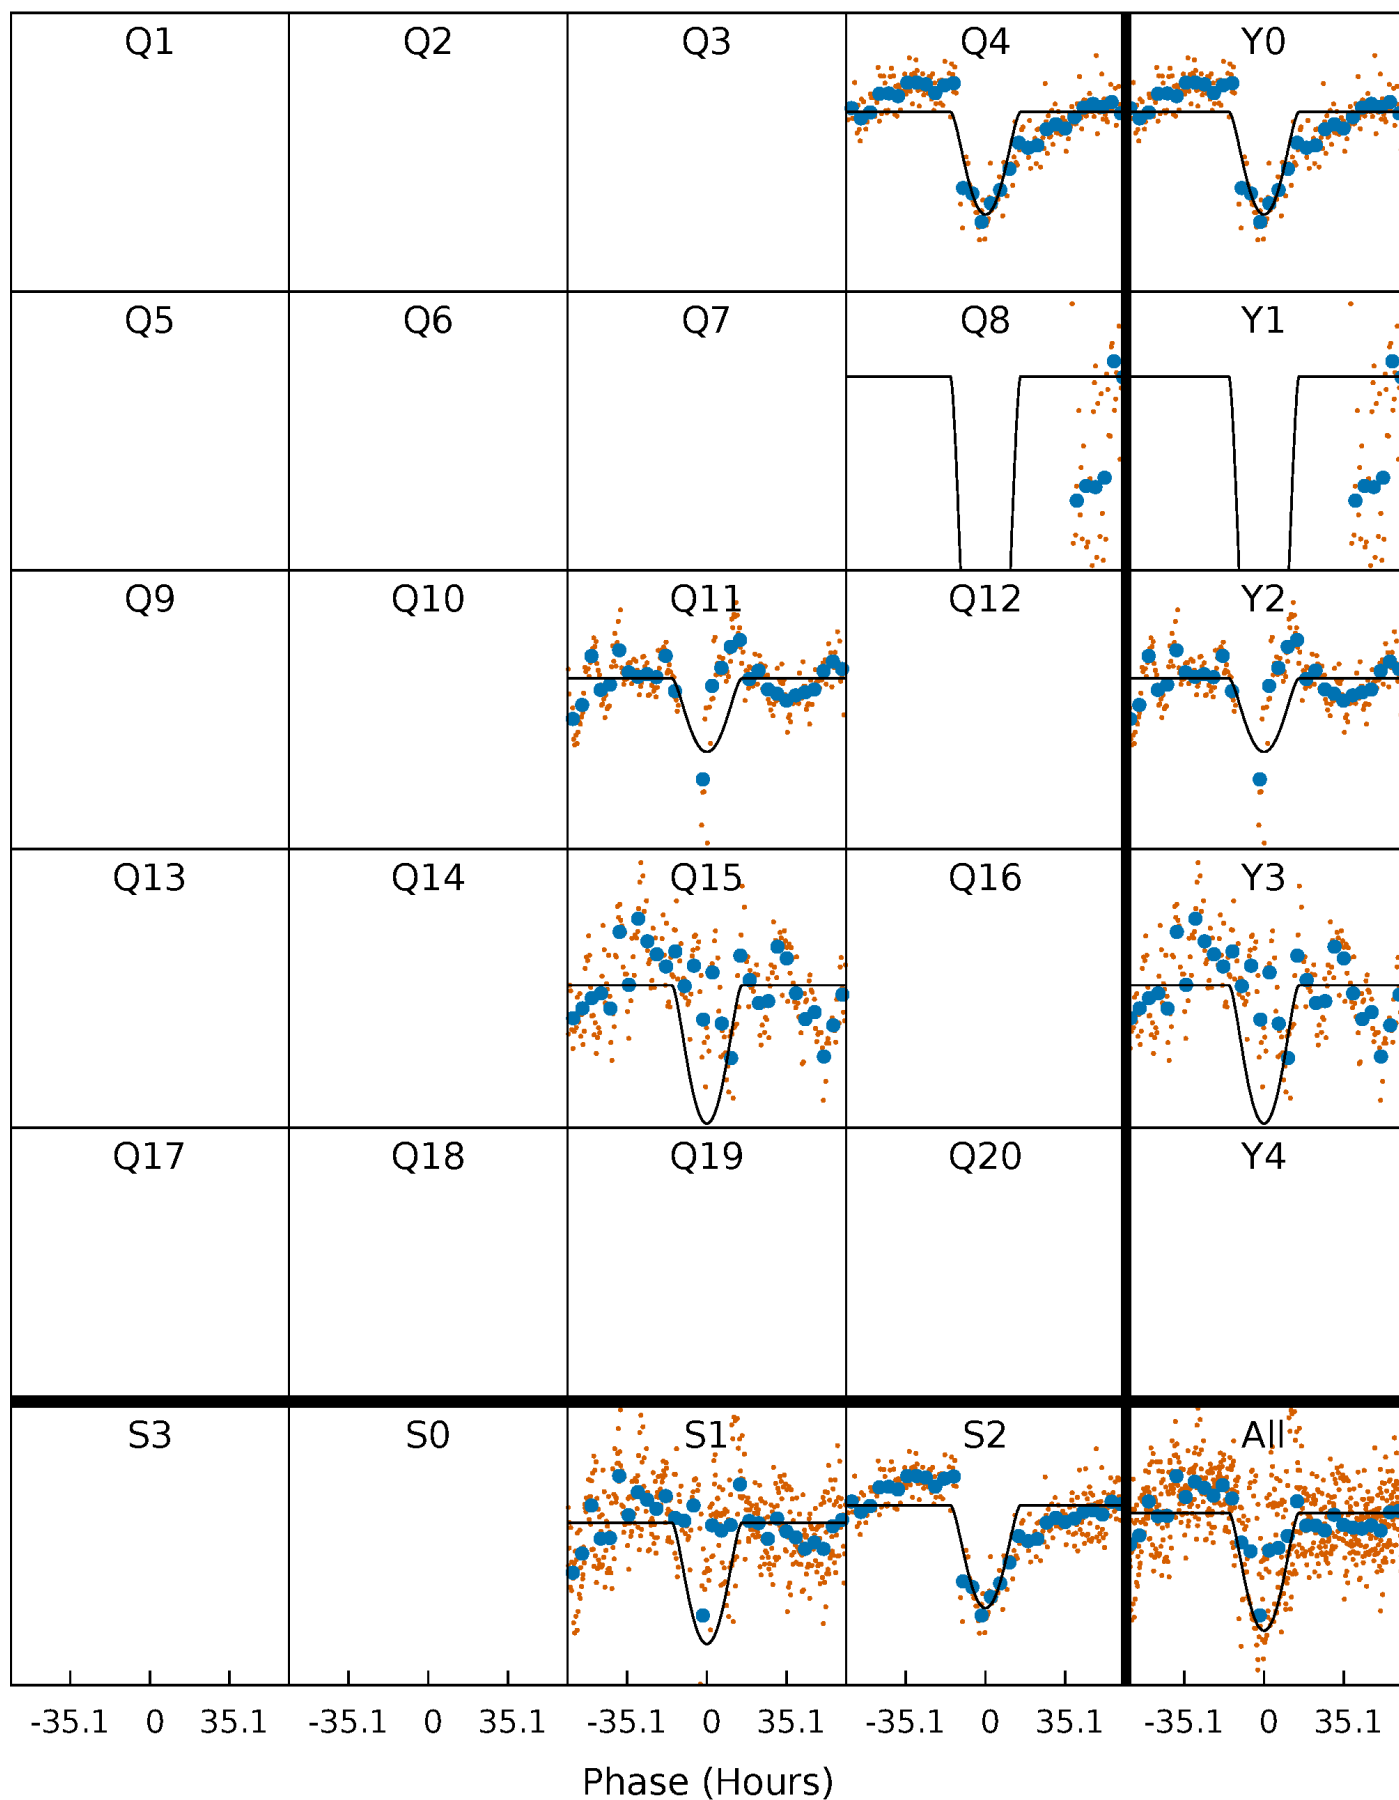 Q1 Q2 Q3 Q4 Y0
Q5 Q6 Q7 Q8 Y1
Q9 Q10 Q11 Q12 Y2
Q13 Q14 Q15 Q16 Y3
Q17 Q18 Q19 Q20 Y4
S3 S0 S1 S2 All
-35.1 0 35.1 -35.1 0 35.1 -35.1 0 35.1 -35.1 0 35.1 -35.1 0 35.1
Phase (Hours)